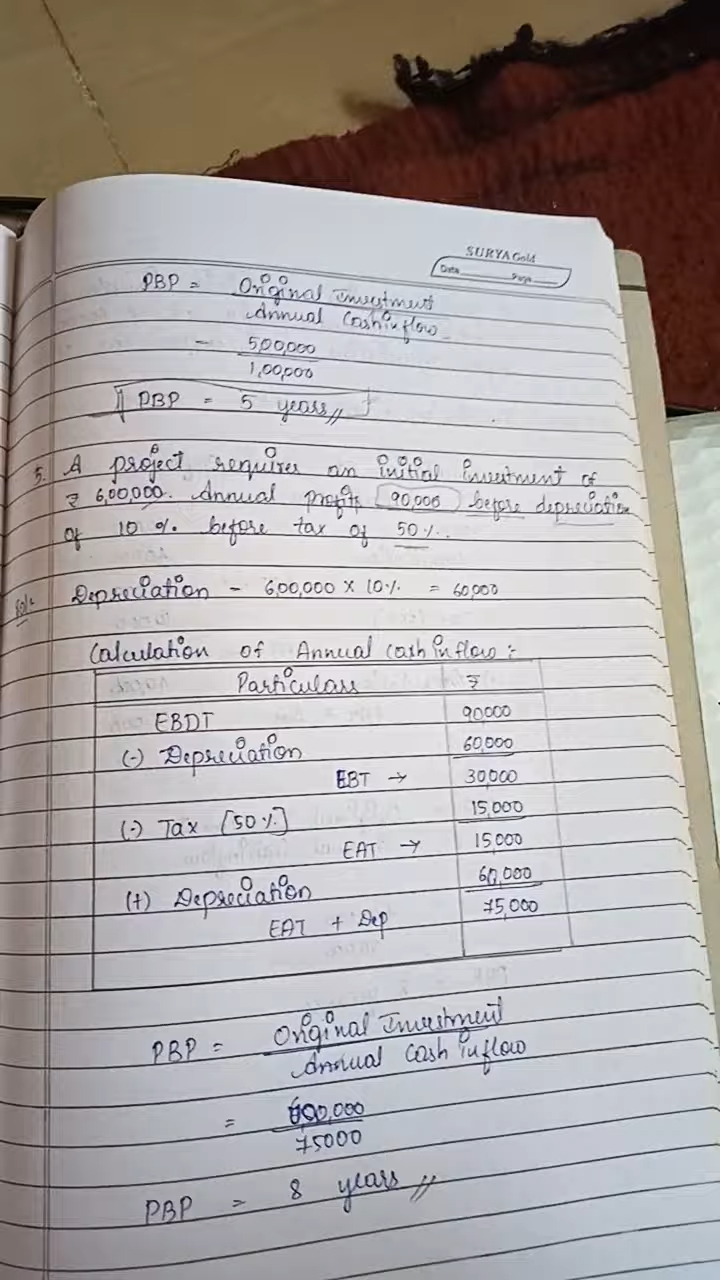 SURYA Gold
Date Page
PBP = Original Investment
Annual Cash inflow
= 5,00,000
1,00,000
PBP = 5 years
5. A project requires an initial investment of
₹ 6,00,000. Annual profits 90,000 before depreciation
of 10 % before tax of 50%.
Sol:- Depreciation - 6,00,000 × 10% = 60,000
Calculation of Annual cash inflow :-
Particulars ₹
EBDT 90,000
(-) Depreciation 60,000
EBT → 30,000
(-) Tax [50%] 15,000
EAT → 15,000
(+) Depreciation 60,000
EAT + Dep 75,000
PBP = Original Investment
Annual Cash inflow
= 600,000
75000
PBP = 8 years